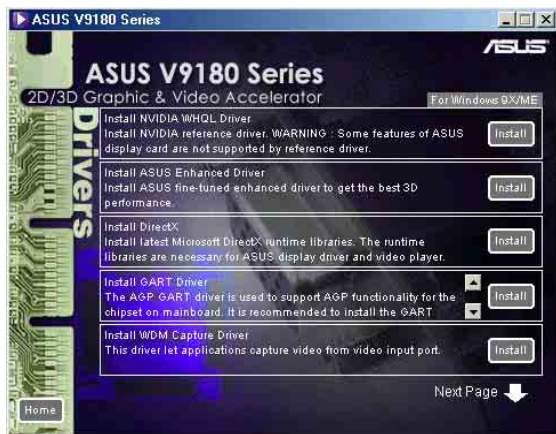 ASUS V9180 Series
ASUS
ASUS V9180 Series
2D/3D Graphic & Video Accelerator
For Windows 9X/ME
Drivers
Install NVIDIA WHQL Driver
Install NVIDIA reference driver. WARNING : Some features of ASUS
display card are not supported by reference driver.
Install
Install ASUS Enhanced Driver
Install ASUS fine-tuned enhanced driver to get the best 3D
performance.
Install
Install DirectX
Install latest Microsoft DirectX runtime libraries. The runtime
libraries are necessary for ASUS display driver and video player.
Install
Install GART Driver
The AGP GART driver is used to support AGP functionality for the
chipset on mainboard. It is recommended to install the GART
Install
Install WDM Capture Driver
This driver let applications capture video from video input port.
Install
Next Page
Home